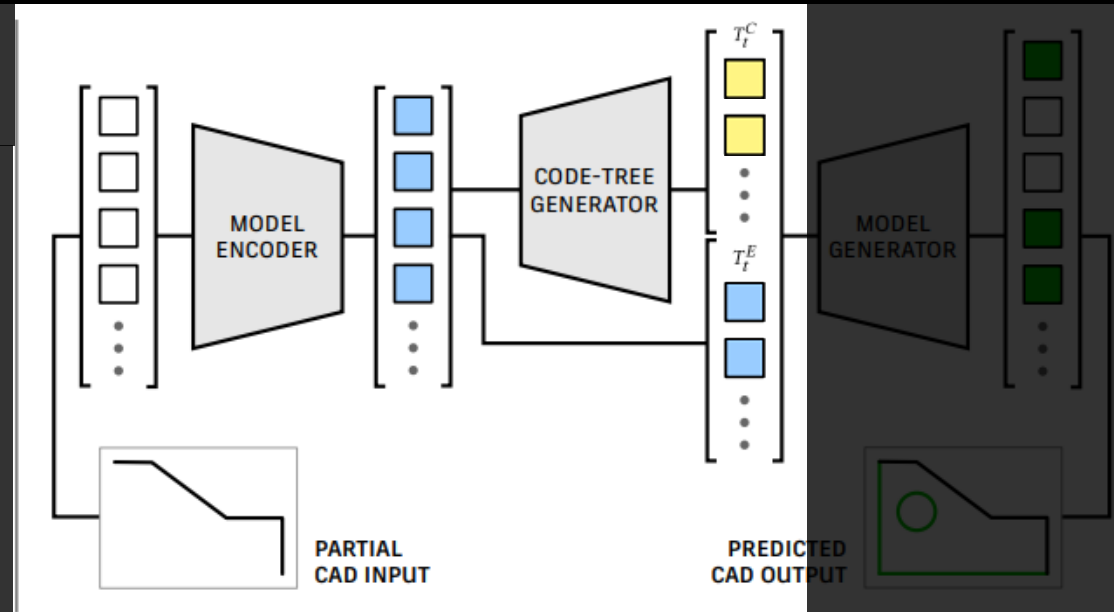 T_t^C
CODE-TREE
GENERATOR
MODEL
ENCODER
MODEL
GENERATOR
T_t^E
PARTIAL
CAD INPUT
PREDICTED
CAD OUTPUT